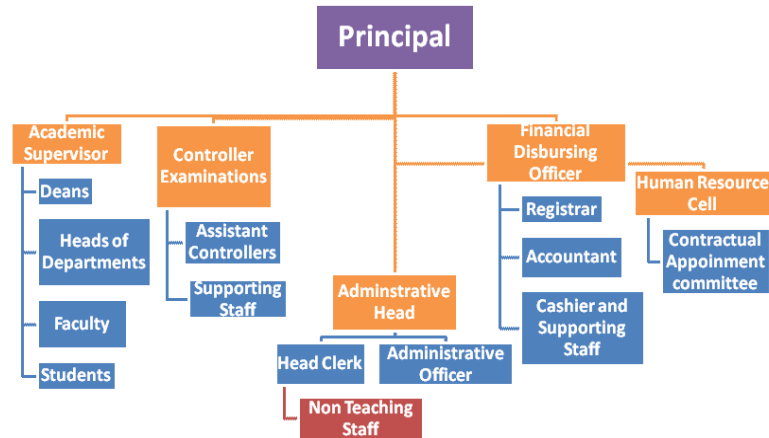 Principal
Academic
Supervisor
Deans
Heads of
Departments
Faculty
Students
Controller
Examinations
Assistant
Controllers
Supporting
Staff
Adminstrative
Head
Head Clerk
Administrative
Officer
Non Teaching
Staff
Financial
Disbursing
Officer
Registrar
Accountant
Cashier and
Supporting
Staff
Human Resource
Cell
Contractual
Appoinment
committee